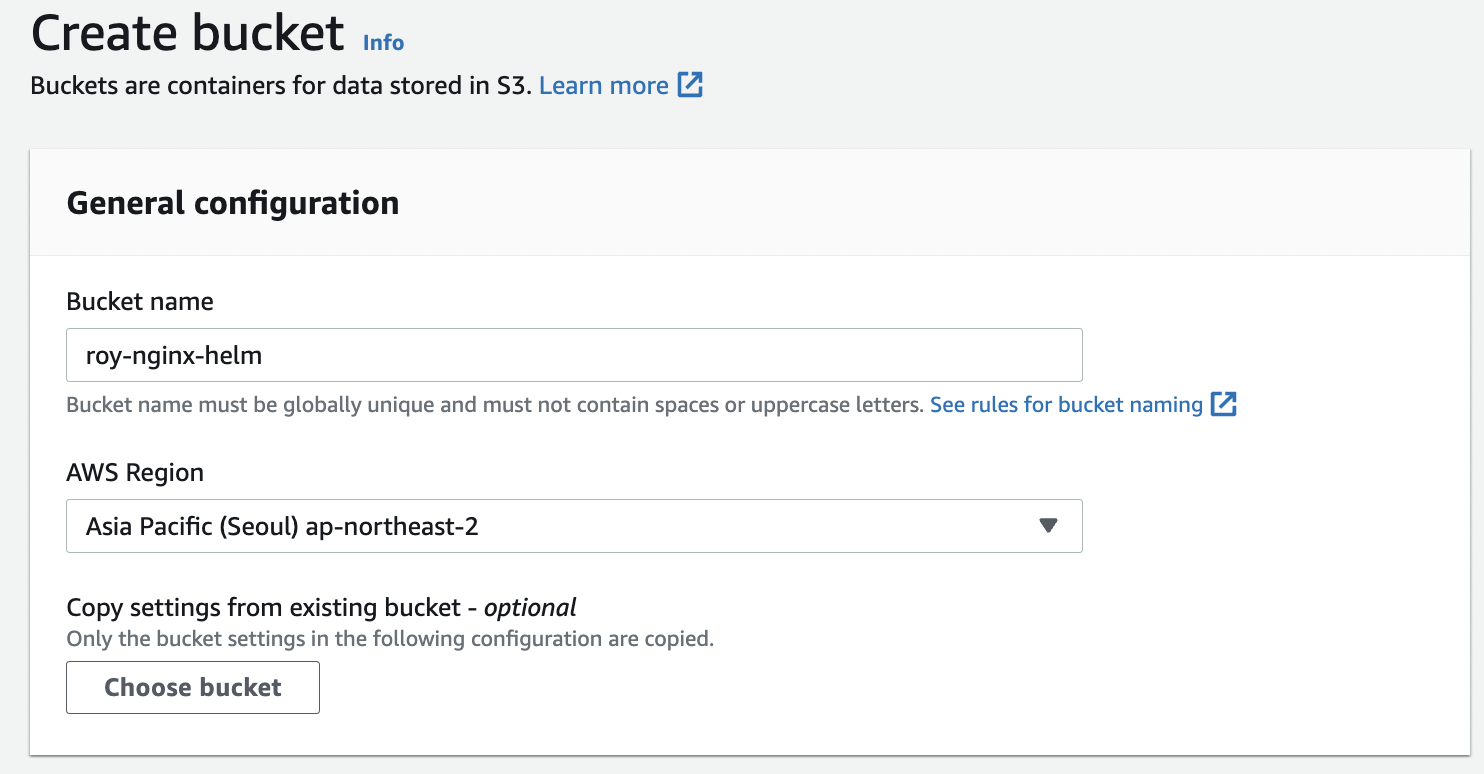 Create bucket Info
Buckets are containers for data stored in S3. Learn more
General configuration
Bucket name
roy-nginx-helm
Bucket name must be globally unique and must not contain spaces or uppercase letters. See rules for bucket naming
AWS Region
Asia Pacific (Seoul) ap-northeast-2
Copy settings from existing bucket - optional
Only the bucket settings in the following configuration are copied.
Choose bucket